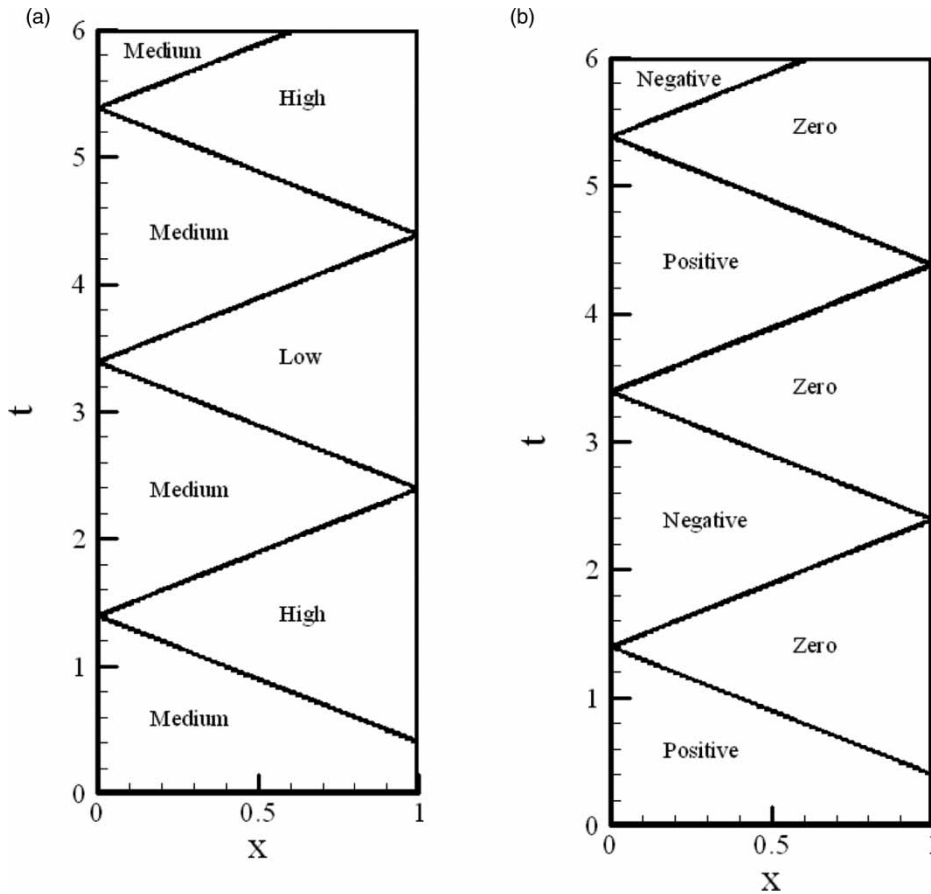 (a)
6
Medium
High
5
Medium
4
Low
t
3
Medium
2
High
1
Medium
0
0
0.5
1
X
(b)
6
Negative
Zero
5
Positive
4
Zero
t
3
Negative
2
Zero
1
Positive
0
0
0.5
1
X